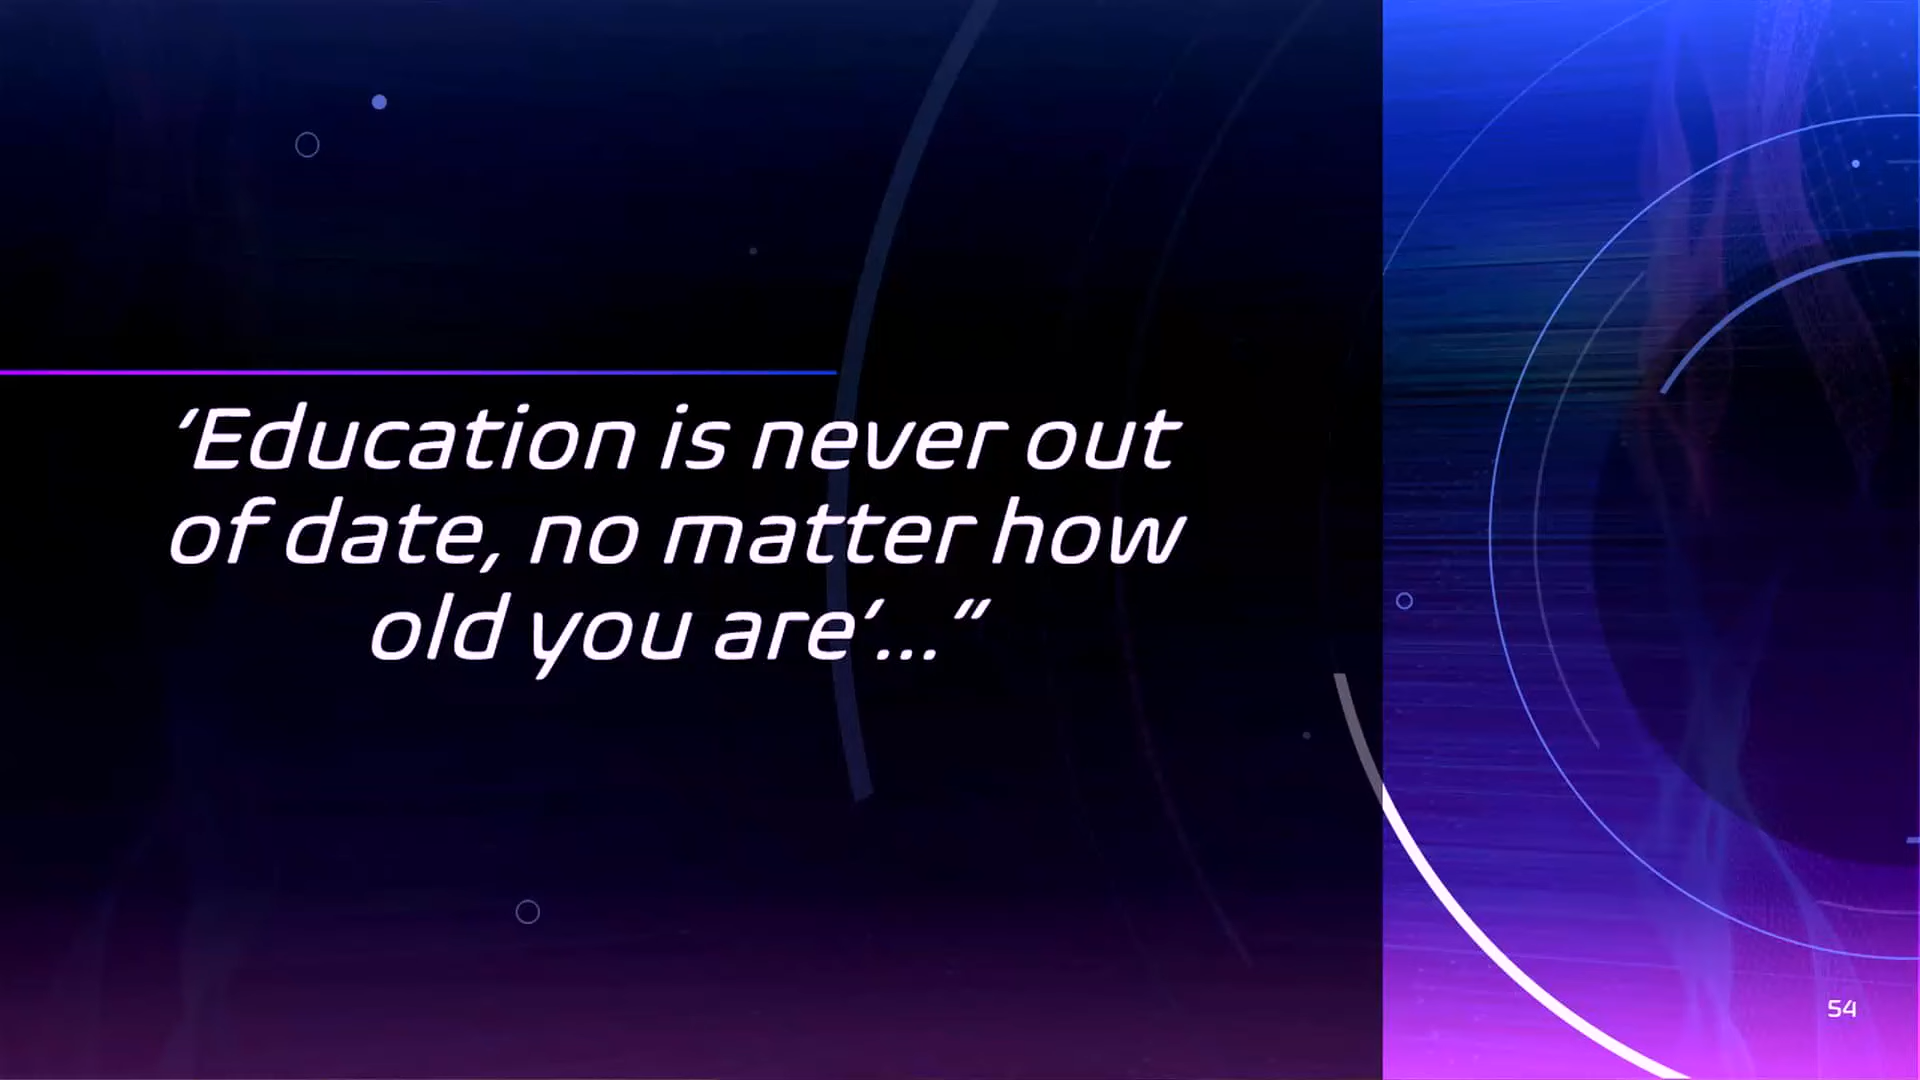 ‘Education is never out
of date, no matter how
old you are’...”
54